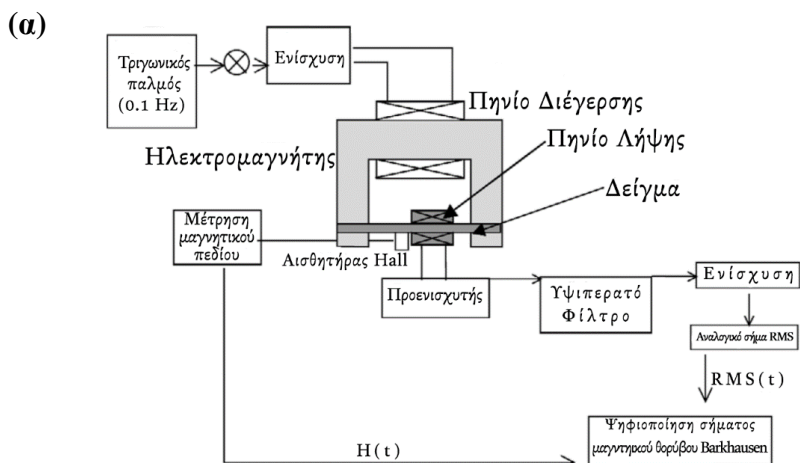 (α)
Τριγωνικός
παλμός
(0.1 Hz)
Ενίσχυση
Πηνίο Διέγερσης
Ηλεκτρομαγνήτης
Πηνίο Λήψης
Δείγμα
Μέτρηση
μαγνητικού
πεδίου
Αισθητήρας Hall
Προενισχυτής
Υψιπερατό
Φίλτρο
Ενίσχυση
Αναλογικό σήμα RMS
RMS(t)
Ψηφιοποίηση σήματος
μαγντηικού θορύβου Barkhausen
H(t)